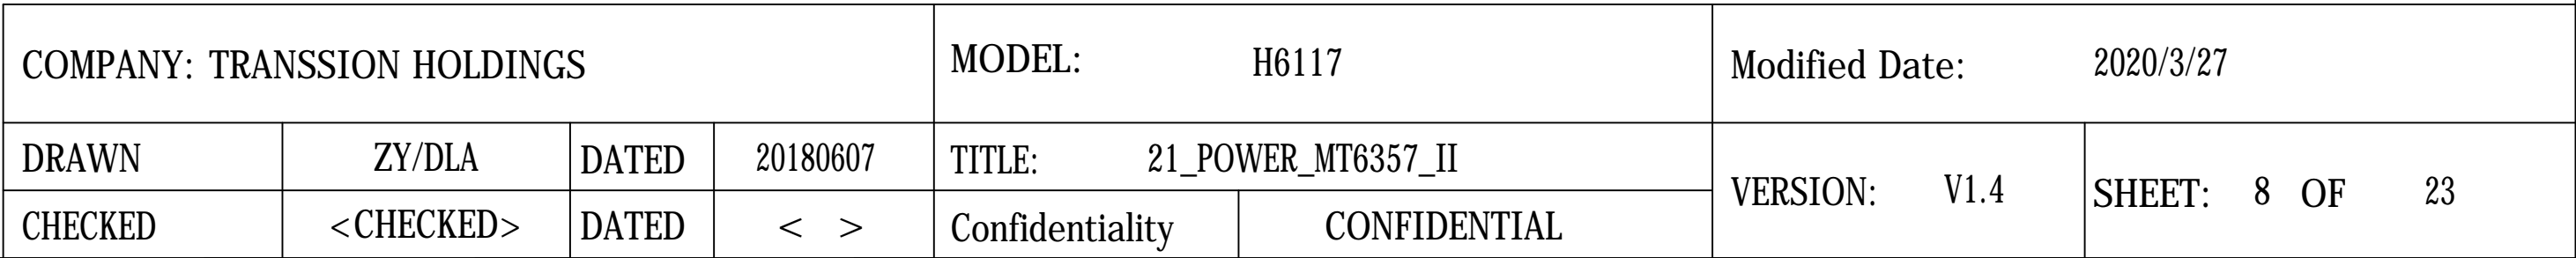 COMPANY: TRANSSION HOLDINGS MODEL: H6117 Modified Date: 2020/3/27
DRAWN ZY/DLA DATED 20180607 TITLE: 21_POWER_MT6357_II
VERSION: V1.4 SHEET: 8 OF 23
CHECKED <CHECKED> DATED < > Confidentiality CONFIDENTIAL